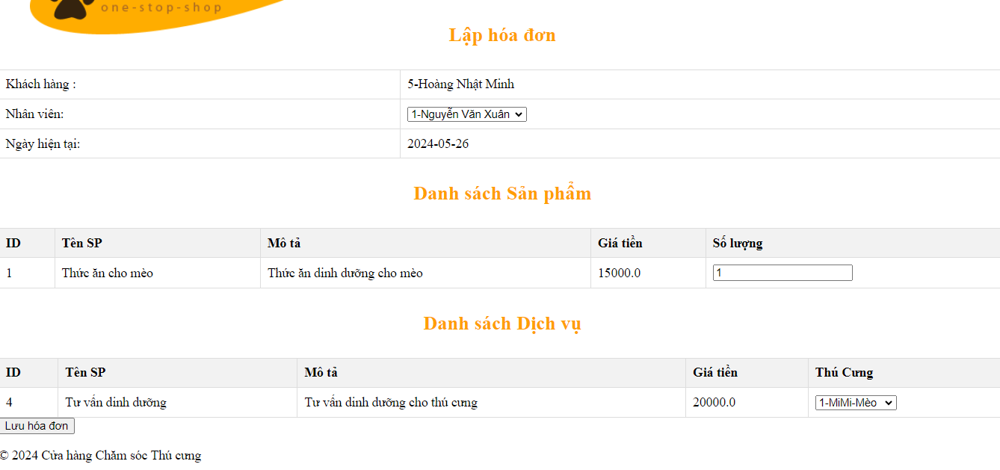 one-stop-shop
Lập hóa đơn
Khách hàng : 5-Hoàng Nhật Minh
Nhân viên: 1-Nguyễn Văn Xuân
Ngày hiện tại: 2024-05-26
Danh sách Sản phẩm
ID Tên SP Mô tả Giá tiền Số lượng
1 Thức ăn cho mèo Thức ăn dinh dưỡng cho mèo 15000.0 1
Danh sách Dịch vụ
ID Tên SP Mô tả Giá tiền Thú Cưng
4 Tư vấn dinh dưỡng Tư vấn dinh dưỡng cho thú cưng 20000.0 1-MiMi-Mèo
Lưu hóa đơn
© 2024 Cửa hàng Chăm sóc Thú cưng